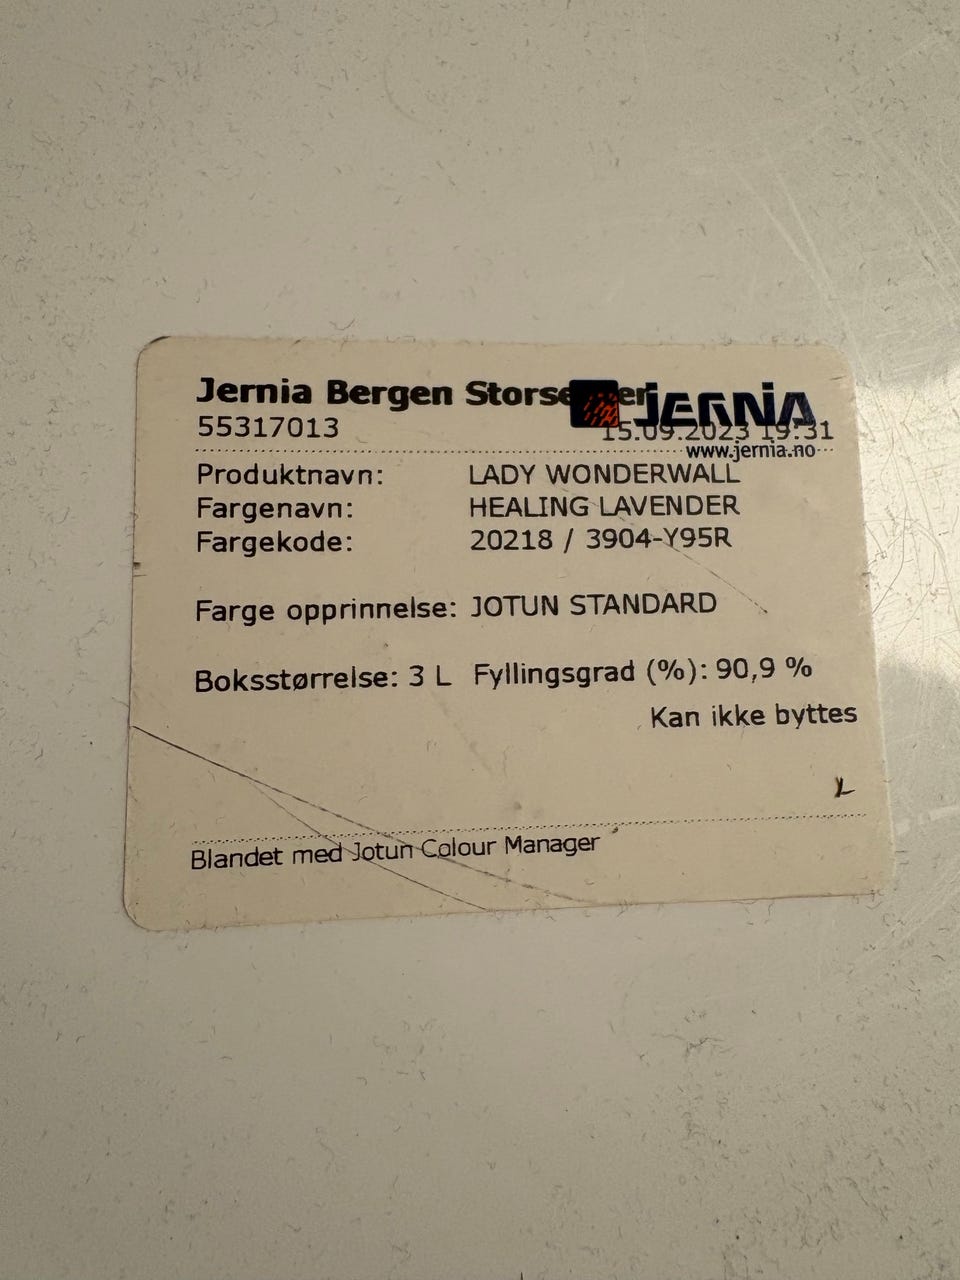 Jernia Bergen Storsenter
JERNIA
55317013
15.09.2023 19:31
www.jernia.no
Produktnavn: LADY WONDERWALL
Fargenavn: HEALING LAVENDER
Fargekode: 20218 / 3904-Y95R
Farge opprinnelse: JOTUN STANDARD
Boksstørrelse: 3 L Fyllingsgrad (%): 90,9 %
Kan ikke byttes
L
Blandet med Jotun Colour Manager